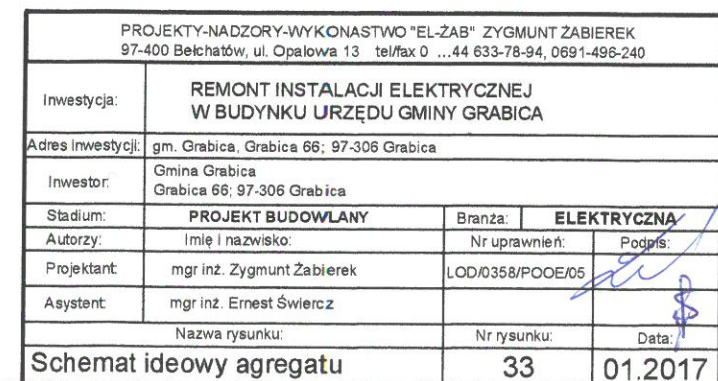 PROJEKTY-NADZORY-WYKONASTWO "EL-ŻAB" ZYGMUNT ŻABIEREK
97-400 Bełchatów, ul. Opalowa 13 tel/fax 0 ...44 633-78-94, 0691-496-240
Inwestycja:
REMONT INSTALACJI ELEKTRYCZNEJ
W BUDYNKU URZĘDU GMINY GRABICA
Adres Inwestycji: gm. Grabica, Grabica 66; 97-306 Grabica
Inwestor:
Gmina Grabica
Grabica 66; 97-306 Grabica
Stadium: PROJEKT BUDOWLANY Branża: ELEKTRYCZNA
Autorzy: Imię i nazwisko: Nr uprawnień: Podpis:
Projektant: mgr inż. Zygmunt Żabierek LOD/0358/POOE/05
Asystent: mgr inż. Ernest Świercz
Nazwa rysunku: Nr rysunku: Data:
Schemat ideowy agregatu 33 01.2017